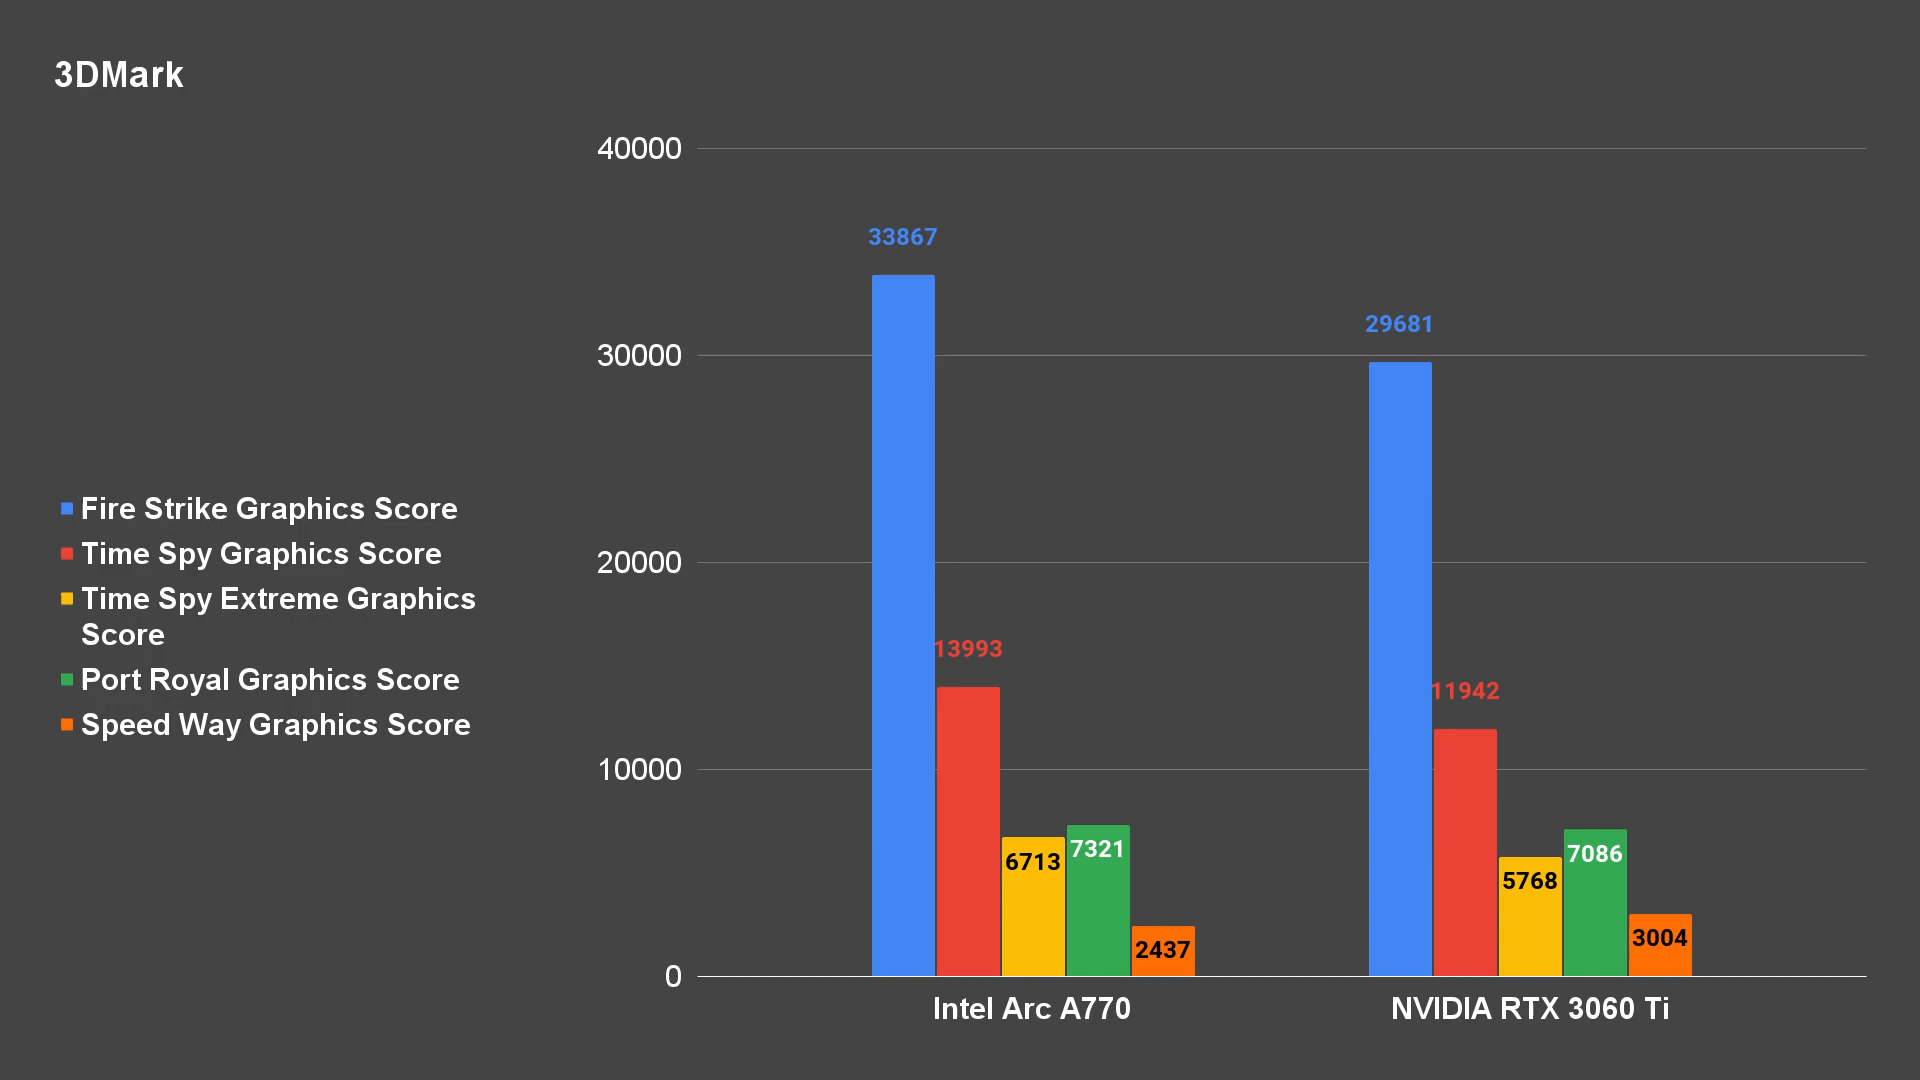 3DMark
40000
30000
20000
10000
0
Fire Strike Graphics Score
Time Spy Graphics Score
Time Spy Extreme Graphics
Score
Port Royal Graphics Score
Speed Way Graphics Score
33867
13993
6713
7321
2437
29681
11942
5768
7086
3004
Intel Arc A770
NVIDIA RTX 3060 Ti